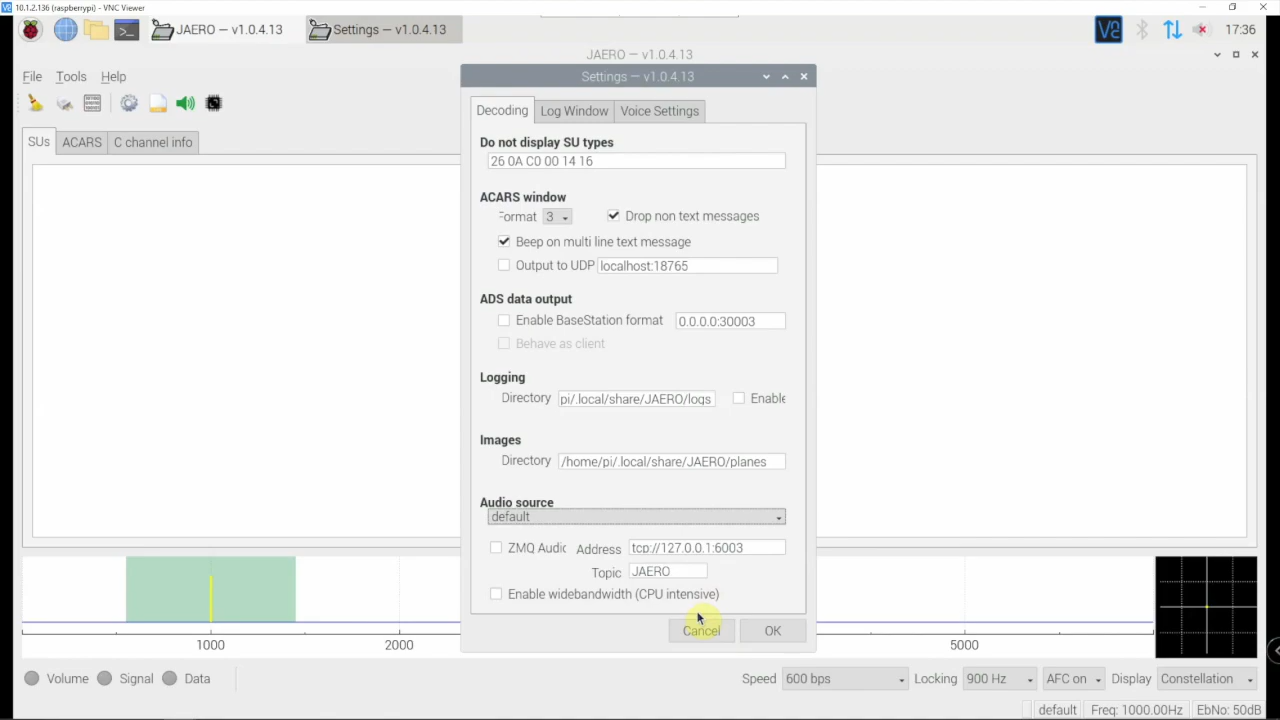 10.1.2.136 (raspberrypi) - VNC Viewer
JAERO — v1.0.4.13
Settings — v1.0.4.13
17:36
JAERO — v1.0.4.13
Settings — v1.0.4.13
File Tools Help
Decoding Log Window Voice Settings
SUs ACARS C channel info
Do not display SU types
26 0A C0 00 14 16
ACARS window
Format 3 Drop non text messages
Beep on multi line text message
Output to UDP localhost:18765
ADS data output
Enable BaseStation format 0.0.0.0:30003
Behave as client
Logging
Directory pi/.local/share/JAERO/logs Enable
Images
Directory /home/pi/.local/share/JAERO/planes
Audio source
default
ZMQ Audio Address tcp://127.0.0.1:6003
Topic JAERO
Enable widebandwidth (CPU intensive)
Cancel OK
1000 2000 5000
Volume Signal Data Speed 600 bps Locking 900 Hz AFC on Display Constellation
default Freq: 1000.00Hz EbNo: 50dB